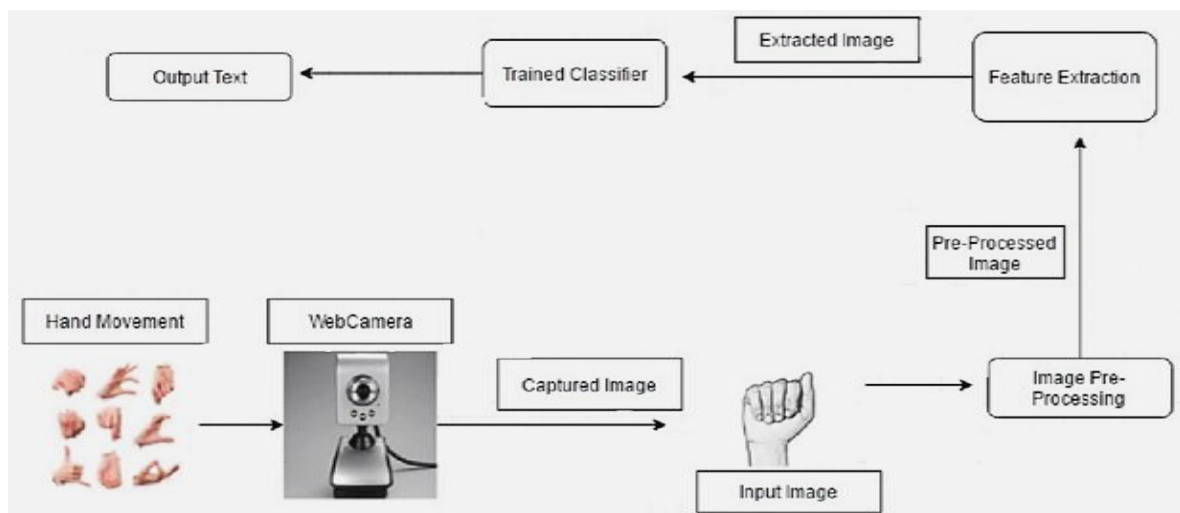 Extracted Image
Output Text
Trained Classifier
Feature Extraction
Pre-Processed
Image
Hand Movement
WebCamera
Captured Image
Image Pre-
Processing
Input Image